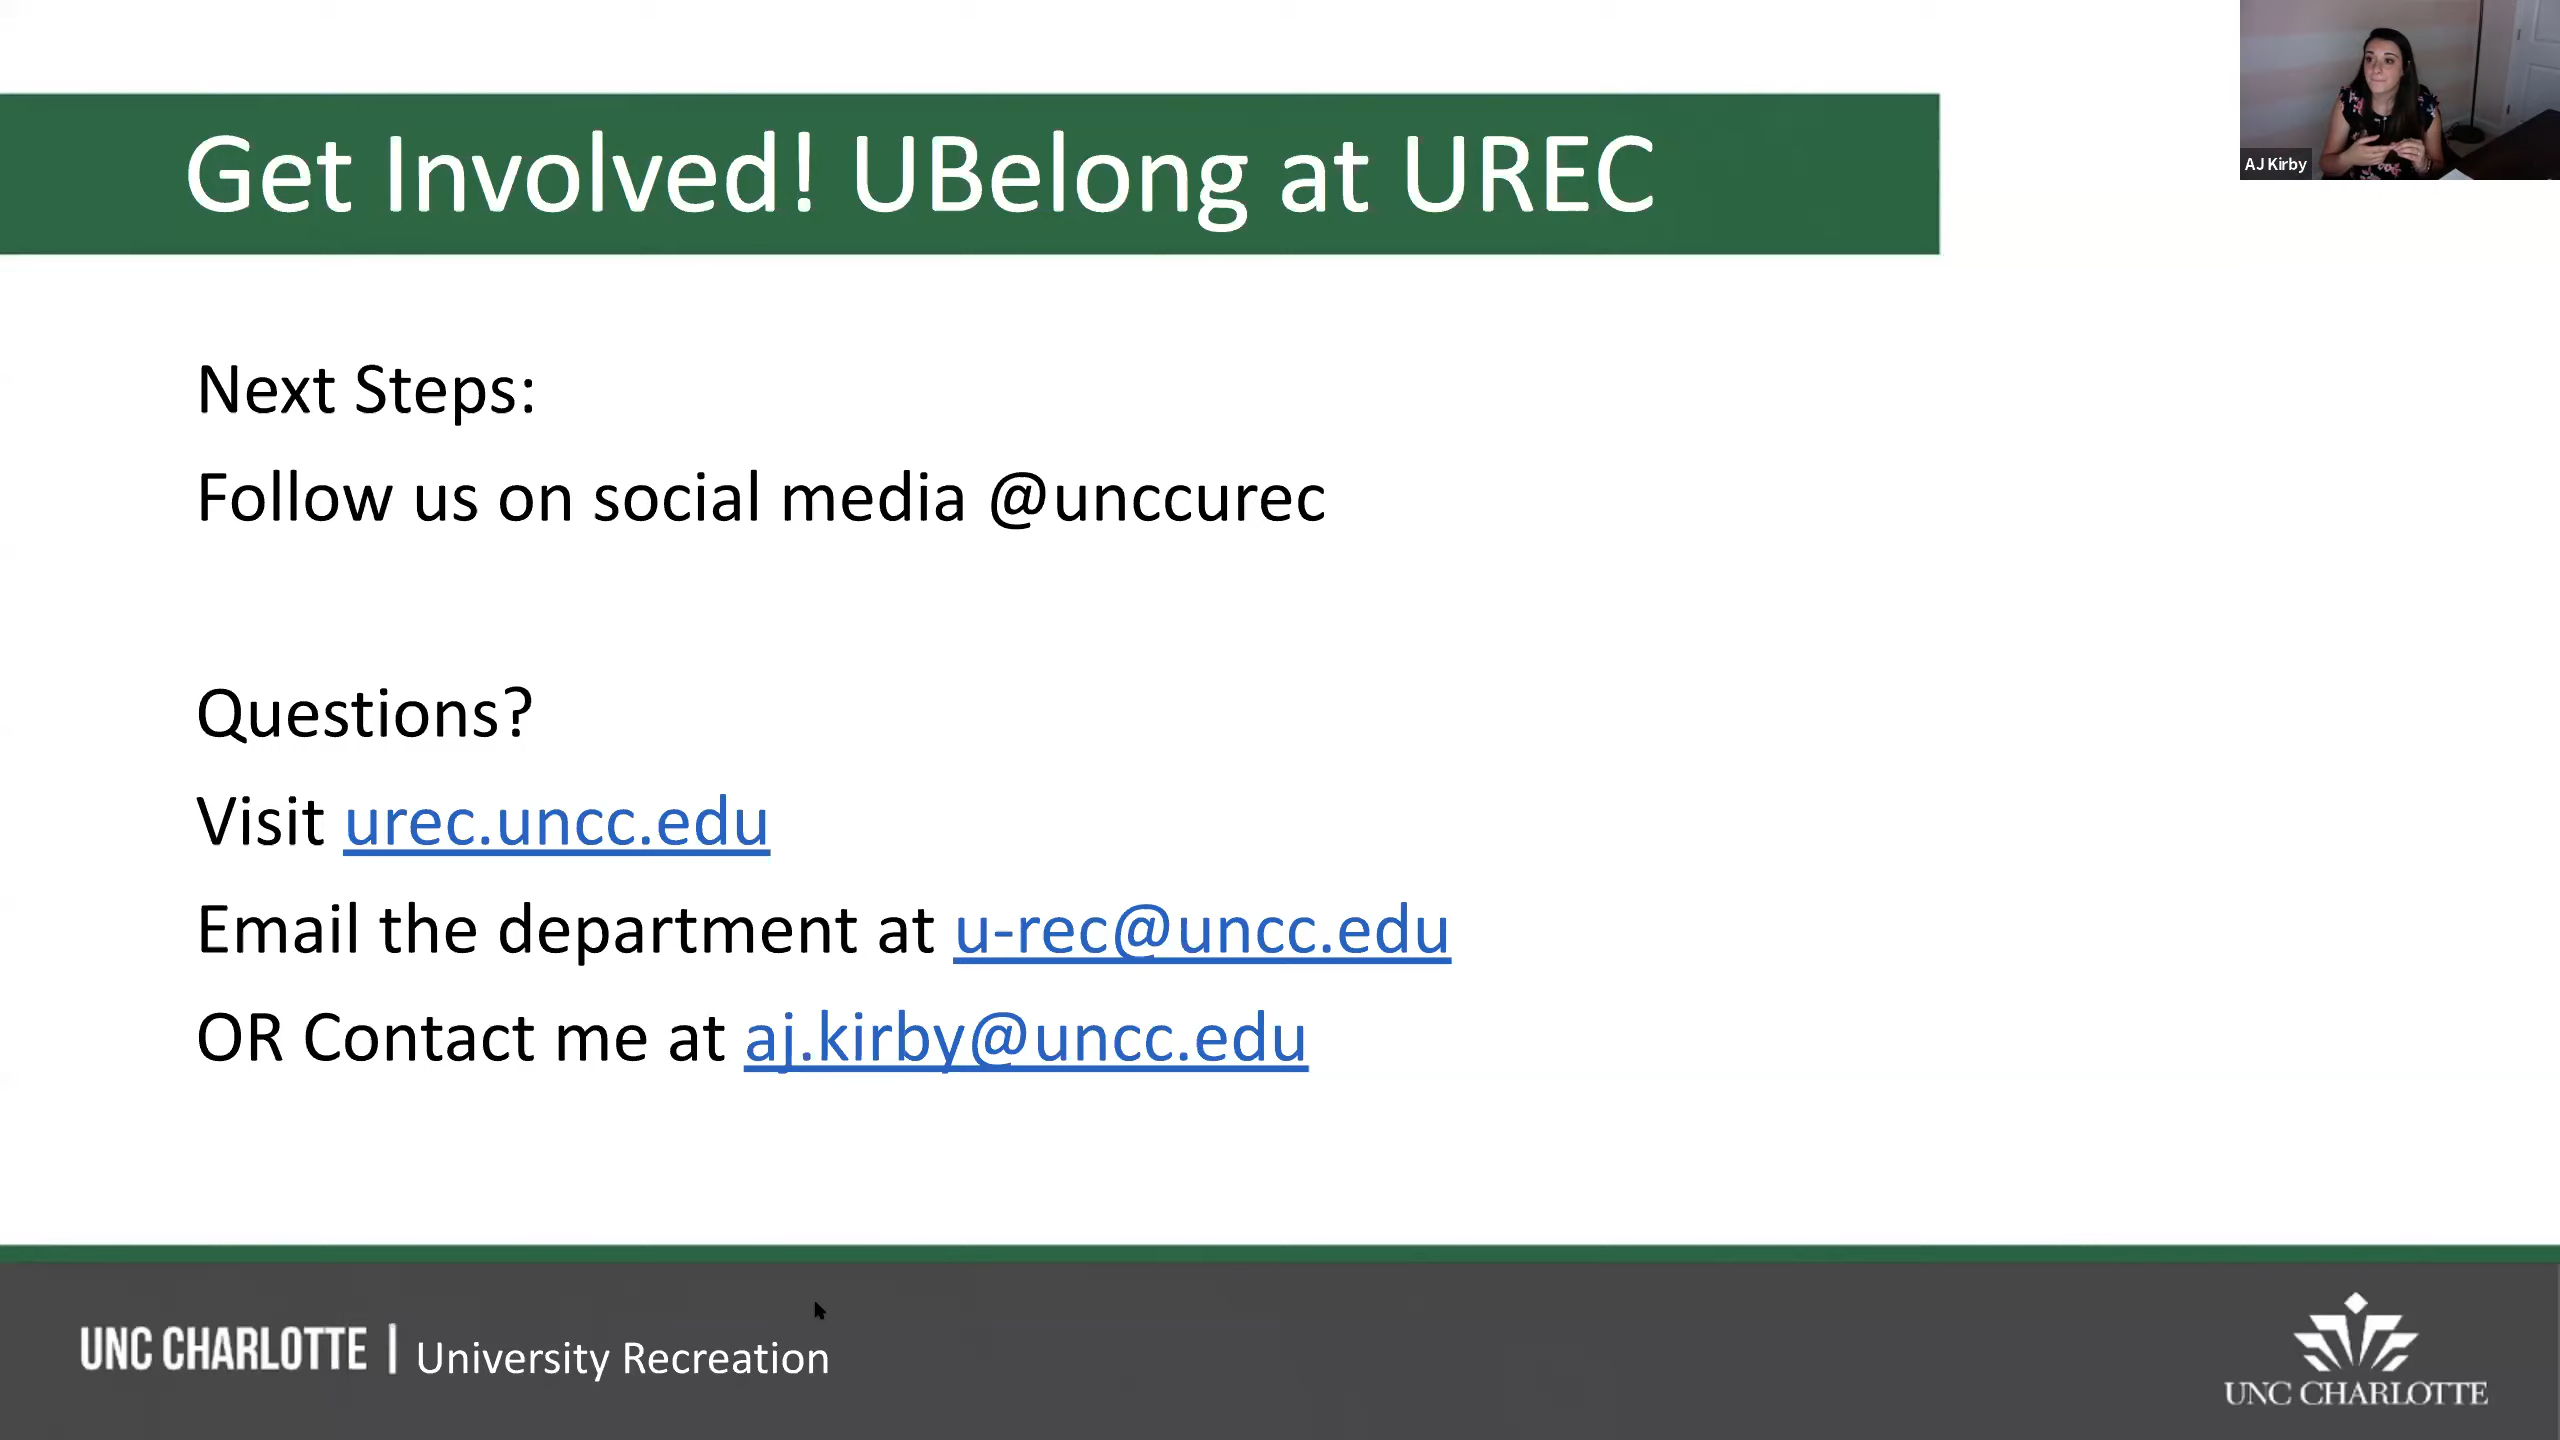 Get Involved! UBelong at UREC
AJ Kirby
Next Steps:
Follow us on social media @unccurec
Questions?
Visit urec.uncc.edu
Email the department at u-rec@uncc.edu
OR Contact me at aj.kirby@uncc.edu
UNC CHARLOTTE | University Recreation
UNC CHARLOTTE